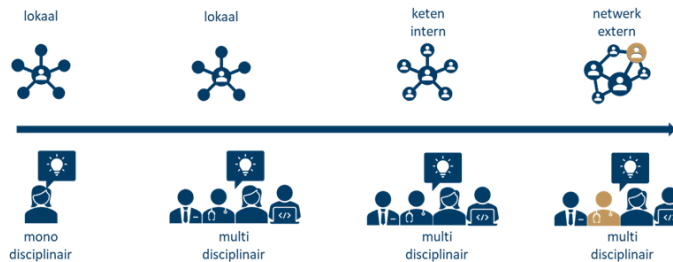 lokaal
lokaal
keten
intern
netwerk
extern
</>
</>
</>
mono
disciplinair
multi
disciplinair
multi
disciplinair
multi
disciplinair